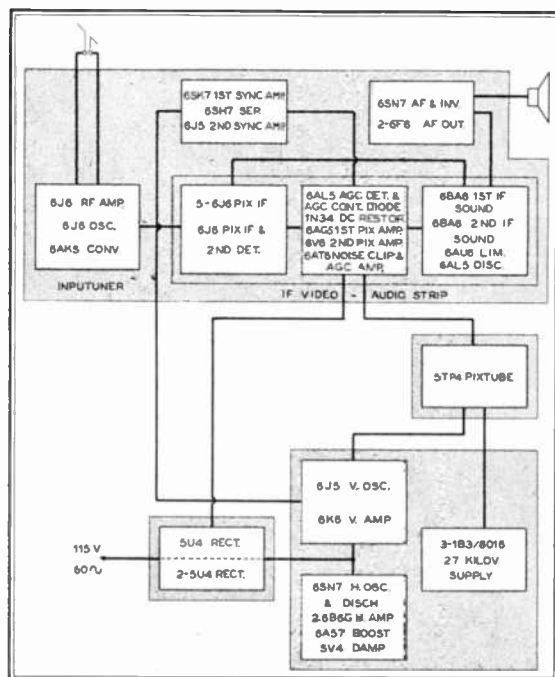 6SK7 1ST SYNC AMP.
6SH7 SEP.
6J5 2ND SYNC AMP
6SN7 AF & INV.
2-6F6 AF OUT.
6J6 RF AMP.
6J6 OSC.
6AK5 CONV
5-6J6 PIX IF
6J6 PIX IF &
2ND DET.
6AL5 AGC DET. &
AGC CONT. DIODE
1N34 DC RESTOR
6AG5 1ST PIX AMP.
6V6 2ND PIX AMP.
6AT6 NOISE CLIP &
AGC AMP.
6BA6 1ST IF
SOUND
6BA6 2ND IF
SOUND
6AU6 LIM.
6AL5 DISC.
INPUTUNER
IF VIDEO - AUDIO STRIP
5TP4 PIXTUBE
6J5 V. OSC.
6K6 V. AMP
3-1B3/8016
27 KILOV.
SUPPLY
115 V
60~
5U4 RECT.
2-5U4 RECT.
6SN7 H. OSC.
& DISCH
2-6B6G H. AMP
6AS7 BOOST
5V4 DAMP